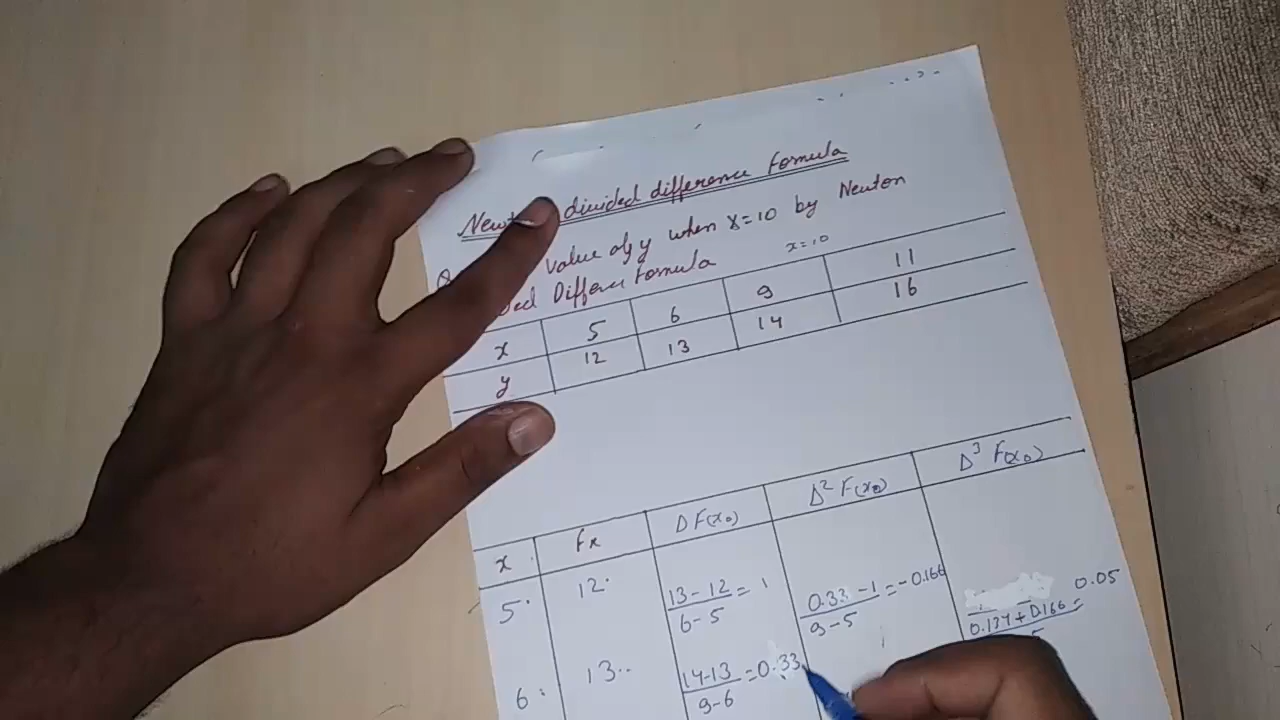 divided difference formula
value of y when x=10 by Newton
Differece Formula x=10
x 5 6 9 11
y 12 13 14 16
x Fx ΔF(x₀) Δ² F(x₀) Δ³ F(x₀)
5 12 13-12/6-5 = 1 0.33-1/9-5 = -0.166 0.134+0.166/ = 0.05
6 13 14-13/9-6 = 0.33